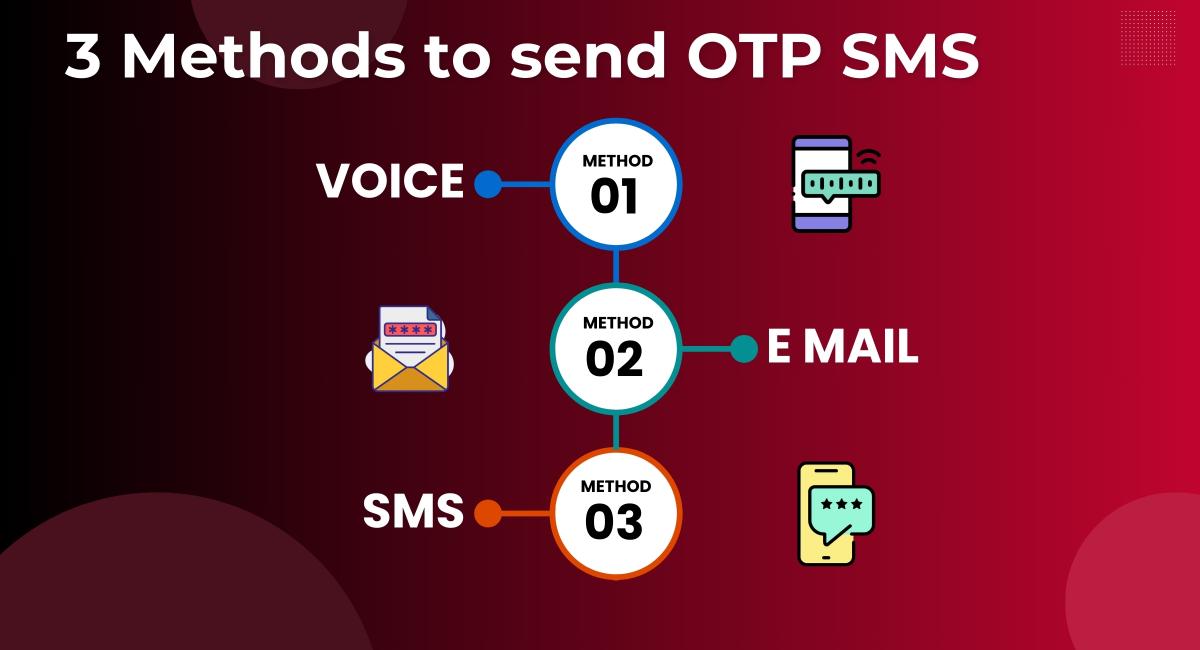 3 Methods to send OTP SMS
VOICE
METHOD
01
METHOD
02
E MAIL
SMS
METHOD
03